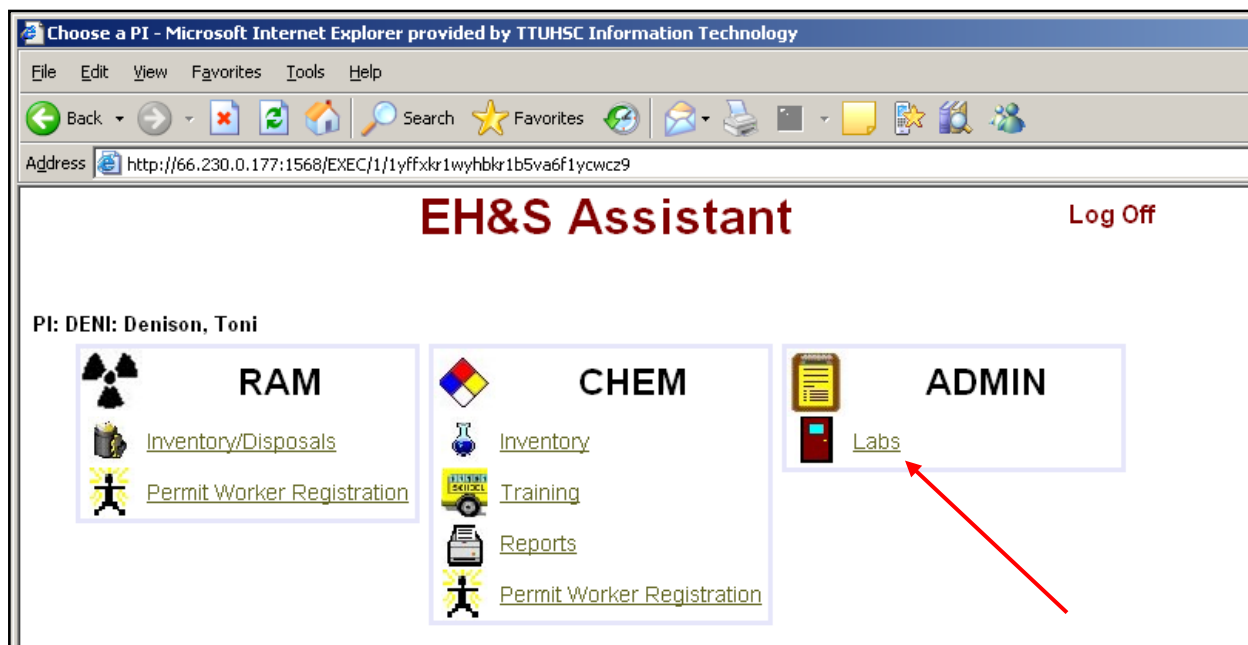 Choose a PI - Microsoft Internet Explorer provided by TTUHSC Information Technology
File Edit View Favorites Tools Help
Back Search Favorites
Address http://66.230.0.177:1568/EXEC/1/1yffxkr1wyhbkr1b5va6f1ycwcz9
EH&S Assistant Log Off
PI: DENI: Denison, Toni
RAM
Inventory/Disposals
Permit Worker Registration
CHEM
Inventory
Training
Reports
Permit Worker Registration
ADMIN
Labs